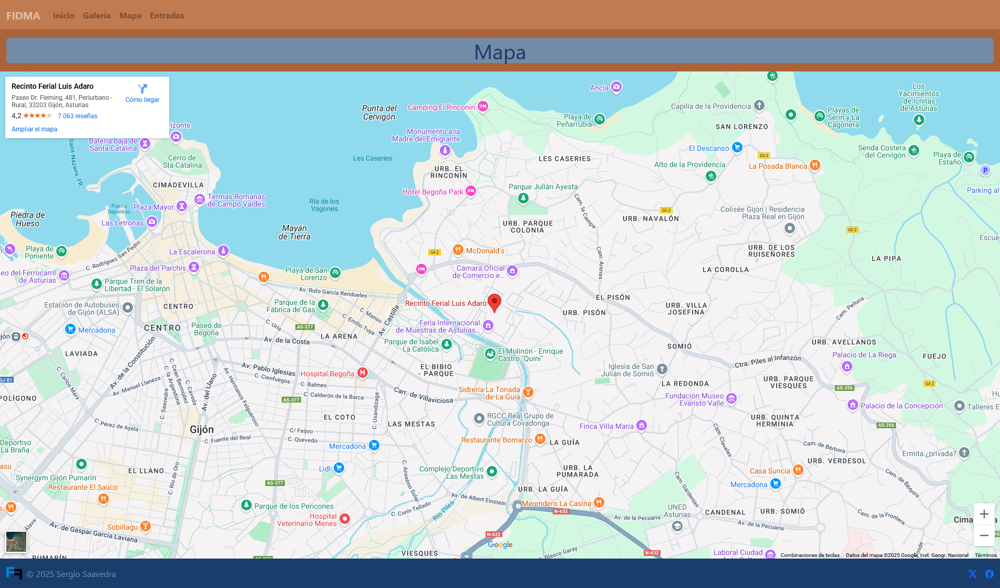 FIDMA
Inicio
Galería
Mapa
Entradas
Mapa
Recinto Ferial Luis Adaro
Paseo Dr. Fleming, 481, Periurbano -
Rural, 33203 Gijón, Asturias
4,2
7.063 reseñas
Ampliar el mapa
Cómo llegar
rizonte
Batería baja de
Santa Catalina
Saint-Nazaire, FR
Cerro de
Sta Catalina
CIMADEVILLA
Termas Romanas
de Campo Valdés
Plaza Mayor
Puerto
Deportivo
Las Letronas
Piedra de
Hueso
Playa de
Poniente
La Escalerona
Plaza del Parchís
C. Rodríguez San Pedro
seo del Ferrocarril
de Asturias
Parque Tren de la
Libertad - El Solarón
Estación de Autobuses
de Gijón (ALSA)
CENTRO
CENTRO
Mercadona
Paseo de
Begoña
ijón
LAVIADA
Punta del
Cervigón
Camping El Rinconín
Monumento a la
Madre del Emigrante
Les Caseríes
URB. EL
RINCONÍN
Hotel Begoña Park
Ría de los
Vagones
Mayán
de Tierra
Playa de San
Lorenzo
Av. Rufo García Rendueles
Parque de la
Fábrica de Gas
C. Uría
C. Manso
C. Emilio Tuya
Av. Castilla
AS-377
LA ARENA
Av. de la Costa
Ancla
Playa de
Peñarrubia
LES CASERIES
Parque Julián Ayesta
Cam. la Campa
URB. PARQUE
COLONIA
GI-2
McDonald's
Cámara Oficial
de Comercio e...
Cam. Arenas
Recinto Ferial Luis Adaro
Feria Internacional
de Muestras de Asturias...
Parque de Isabel
La Católica
El Molinón - Enrique
Castro "Quini"
EL BIBIO
- PARQUE
EL PISÓN
URB. PISÓN
Capilla de la Providencia
SAN LORENZO
El Descanso
Alto de la Providencia
GI-2
La Posada Blanca
URB. NAVALÓN
GI-2
Colisée Gijón | Residencia
Plaza Real en Gijón
URB. DE LOS
RUISEÑORES
LA COROLLA
URB. VILLA
JOSEFINA
C. Camino Peñuca
SOMIÓ
Los
Yacimientos
de Icnitas
de Asturias
Playas de
Serín y La
Cagonera
Senda Costera
del Cervigón
Playa de
Estaño
P
Parking al
GI-2
Escue
LA PIPA
URB. AVELLANOS
Palacio de La Riega
FUEJO
Ctra. Piles al Infanzón
URB. PARQUE
VIESQUES
AS-356
GI-2
Iglesia de San
Julián de Somió
LA REDONDA
Fundación Museo
Evaristo Valle
Palacio de la Concepción
Talleres E
Hu
URB. QUINTA
HERMINIA
AS-356
GJ-81
POLÍGONO
C. Carlos Marx
Av. de la Constitución
Av. Manuel Llaneza
C. Cean Bermúdez
C. la Argandona
C. Saavedra
C. Caveda
Av. del Llano
Av. Pablo Iglesias
C. Cienfuegos
Av. Hermanos Felgueroso
C. Balmes
C. Calderón de la Barca
Hospital Begoña
C. Usandizaga
Carr. de Villaviciosa
AS-377
EL COTO
LAS MESTAS
Sidrería La Tonada
de La Guía
RGCC Real Grupo de
Cultura Covadonga
Finca Villa María
Gijón
C. Pérez de Ayala
C. Fuente del Real
C/ Feijoo
C. Quevedo
Mercadona
Restaurante Bomarzo
LA GUÍA
Cam. Claveles
Cam. de Bérbora
Ermita ¿privada?
Deportivo
La Braña
asu
EL LLANO
Synergym Gijón Pumarín
Restaurante El Saúco
C. Río de Oro
Lidl
AS-377
C. Anselmo Solar
Complejo Deportivo
Las Mestas
URB. LA
PUMARADA
URB. LA GUÍA
Av. de Albert Einstein
Casa Suncia
Mercadona
URB. VERDESOL
Cam. de Bérbora
Cam. Gardenias
Parque de los Pericones
Hospital
Veterinario Menes
C. Corín Tellado
Río Piles
Merendero La Casina
N-632
UNED
Asturias
Av. de la Pecuaria
CANDENAL
URB. SOMIÓ
Av. de la Pecuaria
Cam. de la Frontera
Cima
a
Sobiñagu
Álava
Av. de Gaspar García Laviana
PUMARÍN
AS-377
N-632
Google
VIESQUES
Blasco Garay
N-632
Laboral Ciudad
de la Cultura
Combinaciones de teclas
Datos del mapa ©2025 Google, Inst. Geogr. Nacional
Términos
© 2025 Sergio Saavedra